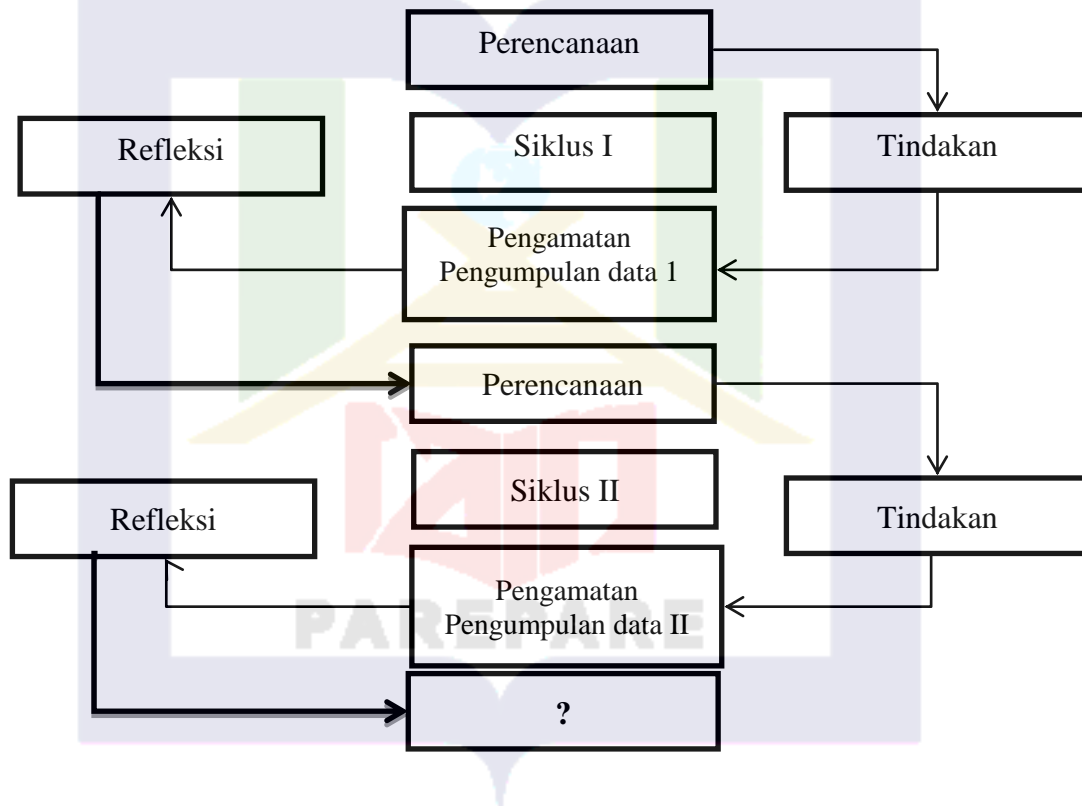 Perencanaan
Refleksi
Siklus I
Tindakan
Pengamatan
Pengumpulan data 1
Perencanaan
Refleksi
Siklus II
Tindakan
Pengamatan
Pengumpulan data II
PAREPARE
?